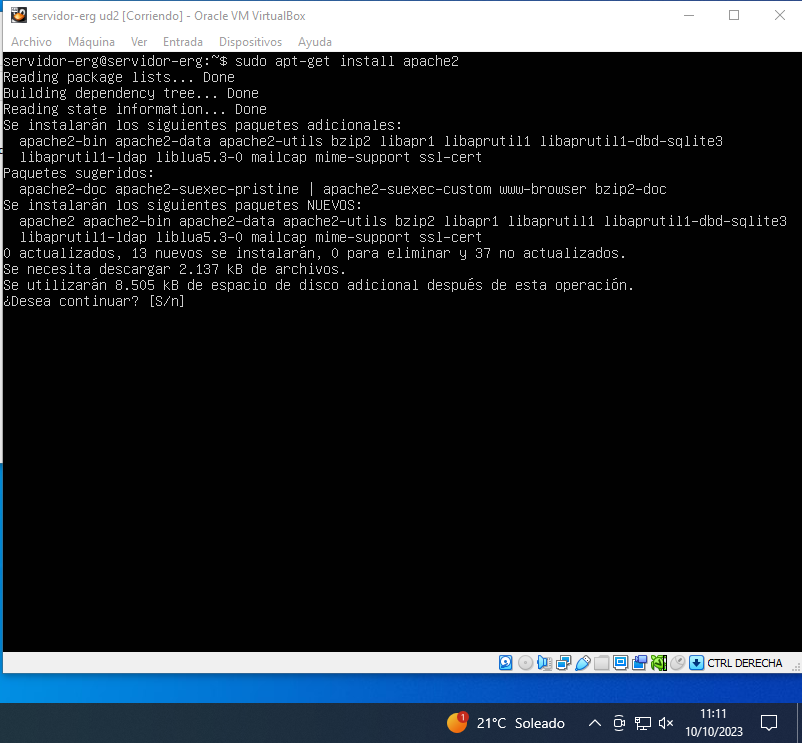 servidor-erg ud2 [Corriendo] - Oracle VM VirtualBox
Archivo Máquina Ver Entrada Dispositivos Ayuda
servidor-erg@servidor-erg:~$ sudo apt-get install apache2
Reading package lists... Done
Building dependency tree... Done
Reading state information... Done
Se instalarán los siguientes paquetes adicionales:
  apache2-bin apache2-data apache2-utils bzip2 libapr1 libaprutil1 libaprutil1-dbd-sqlite3
  libaprutil1-ldap liblua5.3-0 mailcap mime-support ssl-cert
Paquetes sugeridos:
  apache2-doc apache2-suexec-pristine | apache2-suexec-custom www-browser bzip2-doc
Se instalarán los siguientes paquetes NUEVOS:
  apache2 apache2-bin apache2-data apache2-utils bzip2 libapr1 libaprutil1 libaprutil1-dbd-sqlite3
  libaprutil1-ldap liblua5.3-0 mailcap mime-support ssl-cert
0 actualizados, 13 nuevos se instalarán, 0 para eliminar y 37 no actualizados.
Se necesita descargar 2.137 kB de archivos.
Se utilizarán 8.505 kB de espacio de disco adicional después de esta operación.
¿Desea continuar? [S/n]
CTRL DERECHA
1
21°C Soleado
11:11
10/10/2023